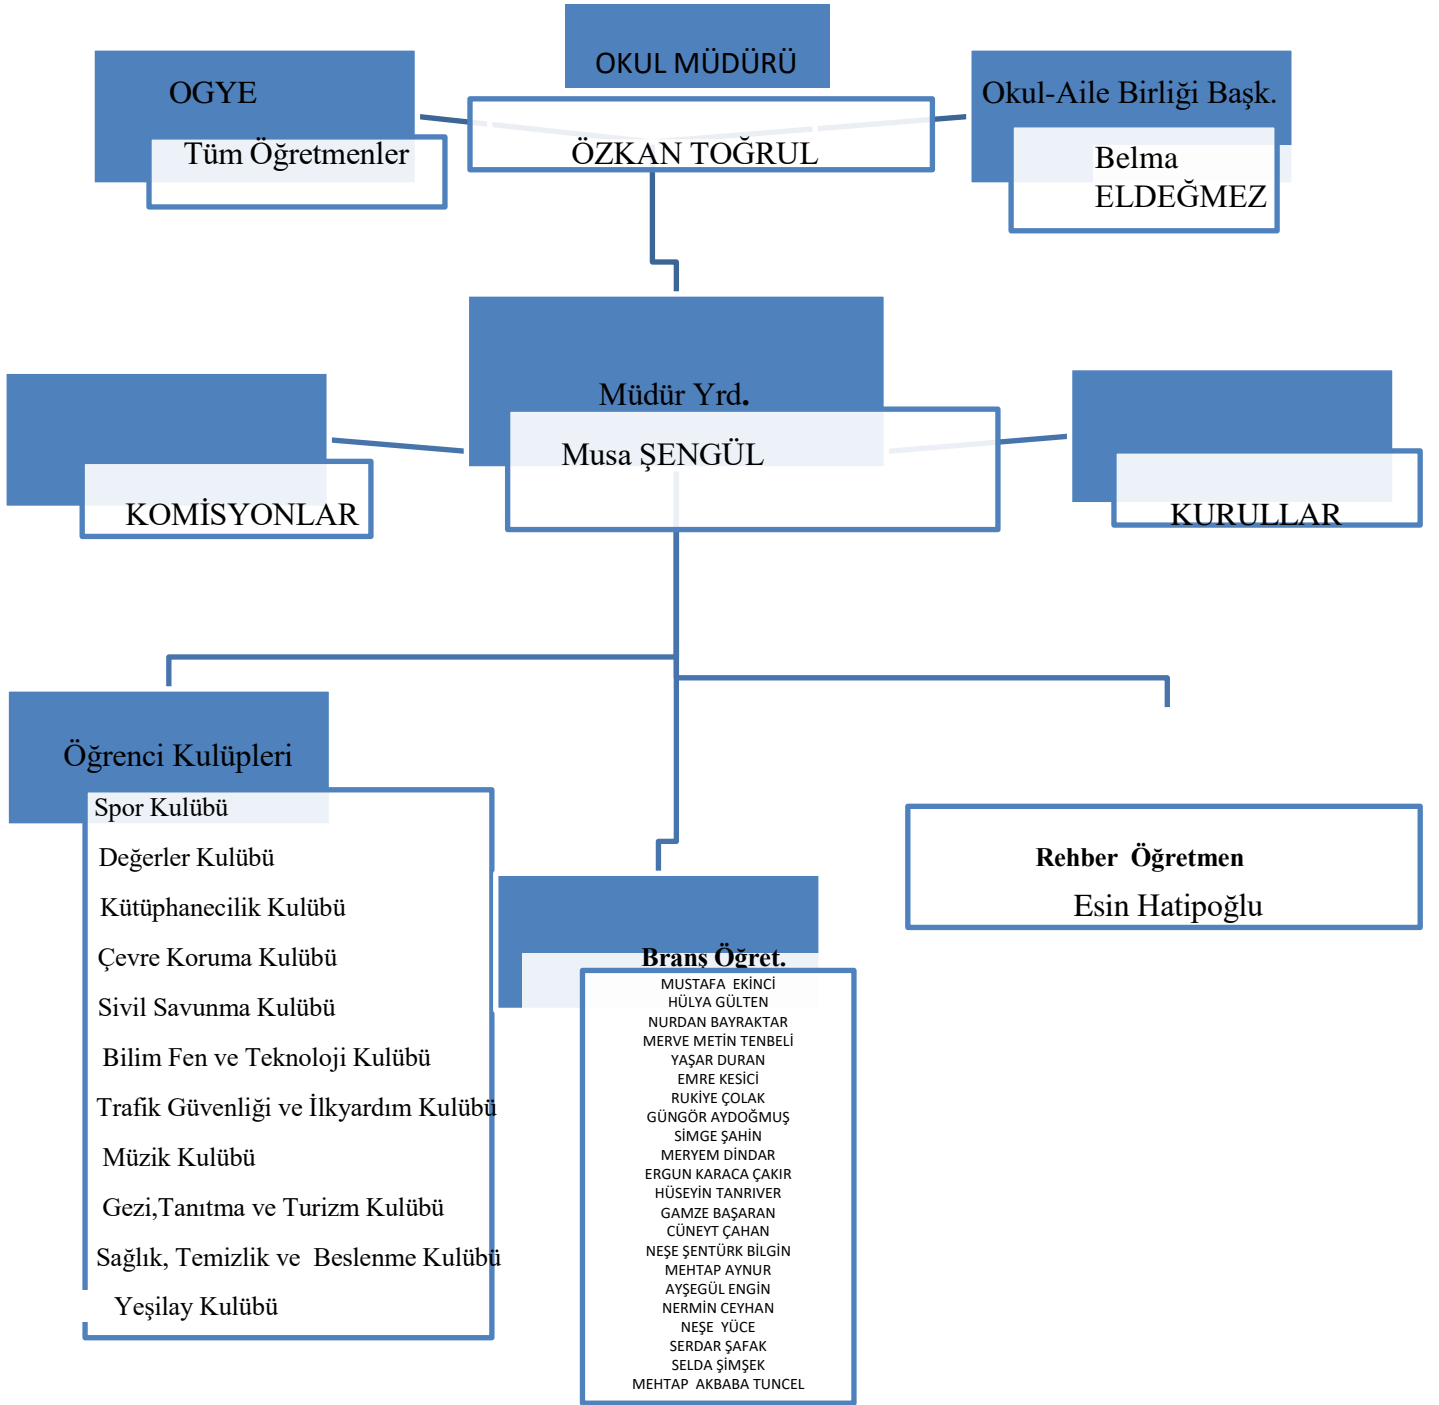 OKUL MÜDÜRÜ
ÖZKAN TOĞRUL
OGYE
Tüm Öğretmenler
Okul-Aile Birliği Başk.
Belma
ELDEĞMEZ
Müdür Yrd.
Musa ŞENGÜL
KOMİSYONLAR
KURULLAR
Öğrenci Kulüpleri
Spor Kulübü
Değerler Kulübü
Kütüphanecilik Kulübü
Çevre Koruma Kulübü
Sivil Savunma Kulübü
Bilim Fen ve Teknoloji Kulübü
Trafik Güvenliği ve İlkyardım Kulübü
Müzik Kulübü
Gezi,Tanıtma ve Turizm Kulübü
Sağlık, Temizlik ve  Beslenme Kulübü
Yeşilay Kulübü
Branş Öğret.
MUSTAFA  EKİNCİ
HÜLYA GÜLTEN
NURDAN BAYRAKTAR
MERVE METİN TENBELİ
YAŞAR DURAN
EMRE KESİCİ
RUKİYE ÇOLAK
GÜNGÖR AYDOĞMUŞ
SİMGE ŞAHİN
MERYEM DİNDAR
ERGUN KARACA ÇAKIR
HÜSEYİN TANRIVER
GAMZE BAŞARAN
CÜNEYT ÇAHAN
NEŞE ŞENTÜRK BİLGİN
MEHTAP AYNUR
AYŞEGÜL ENGİN
NERMİN CEYHAN
NEŞE  YÜCE
SERDAR ŞAFAK
SELDA ŞİMŞEK
MEHTAP  AKBABA TUNCEL
Rehber  Öğretmen
Esin Hatipoğlu